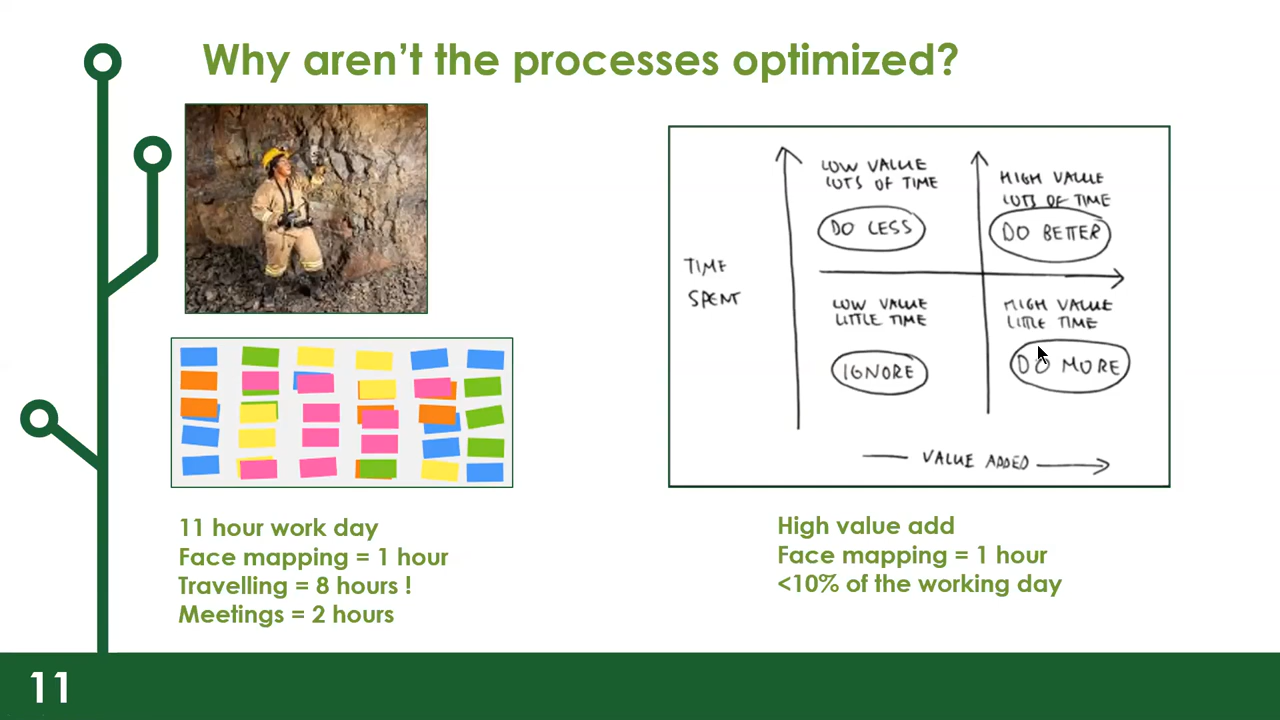 Why aren't the processes optimized?
LOW VALUE
LOTS OF TIME
DO LESS
HIGH VALUE
LOTS OF TIME
DO BETTER
TIME
SPENT
LOW VALUE
LITTLE TIME
IGNORE
HIGH VALUE
LITTLE TIME
DO MORE
VALUE ADDED
11 hour work day
Face mapping = 1 hour
Travelling = 8 hours !
Meetings = 2 hours
High value add
Face mapping = 1 hour
<10% of the working day
11